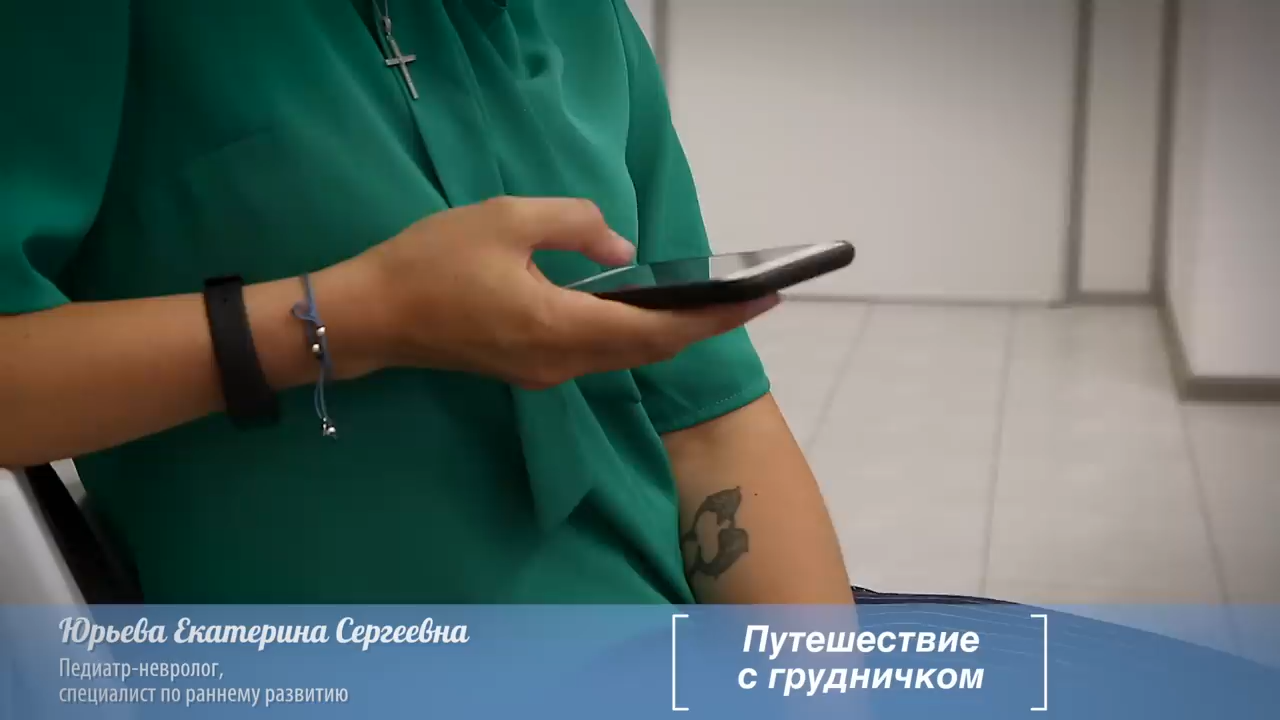 Юрьева Екатерина Сергеевна
Педиатр-невролог,
специалист по раннему развитию
Путешествие
с грудничком